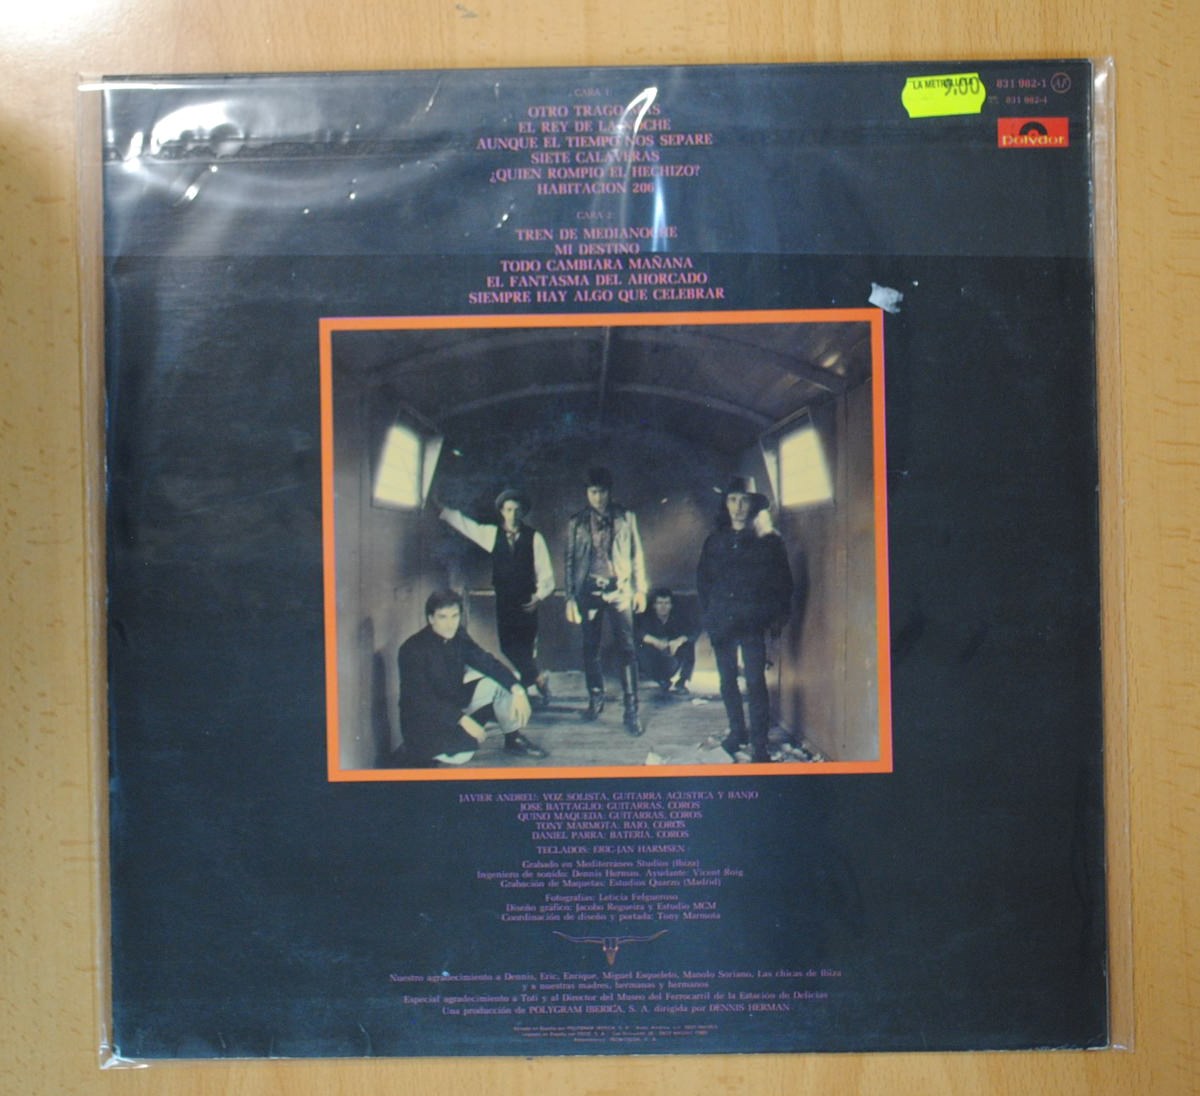 LA METRALLETA
9,00
831 982-1 AE
831 982-4
polydor
CARA 1:
OTRO TRAGO MAS
EL REY DE LA NOCHE
AUNQUE EL TIEMPO NOS SEPARE
SIETE CALAVERAS
¿QUIEN ROMPIO EL HECHIZO?
HABITACION 206
CARA 2:
TREN DE MEDIANOCHE
MI DESTINO
TODO CAMBIARA MAÑANA
EL FANTASMA DEL AHORCADO
SIEMPRE HAY ALGO QUE CELEBRAR
JAVIER ANDREU: VOZ SOLISTA, GUITARRA ACUSTICA Y BANJO
JOSE BATTAGLIO: GUITARRAS, COROS
QUINO MAQUEDA: GUITARRAS, COROS
TONY MARMOTA: BAJO, COROS
DANIEL PARRA: BATERIA, COROS
TECLADOS: ERIC-JAN HARMSEN
Grabado en Mediterráneo Studios (Ibiza)
Ingeniero de sonido: Dennis Herman. Ayudante: Vicent Roig
Grabación de Maquetas: Estudios Quarzo (Madrid)
Fotografías: Leticia Felgueroso
Diseño gráfico: Jacobo Regueira y Estudio MCM
Coordinación de diseño y portada: Tony Marmota
Nuestro agradecimiento a Dennis, Eric, Enrique, Miguel Esqueleto, Manolo Soriano, Las chicas de Ibiza
y a nuestras madres, hermanas y hermanos
Especial agradecimiento a Toti y al Director del Museo del Ferrocarril de la Estación de Delicias
Una producción de POLYGRAM IBERICA, S. A. dirigida por DENNIS HERMAN